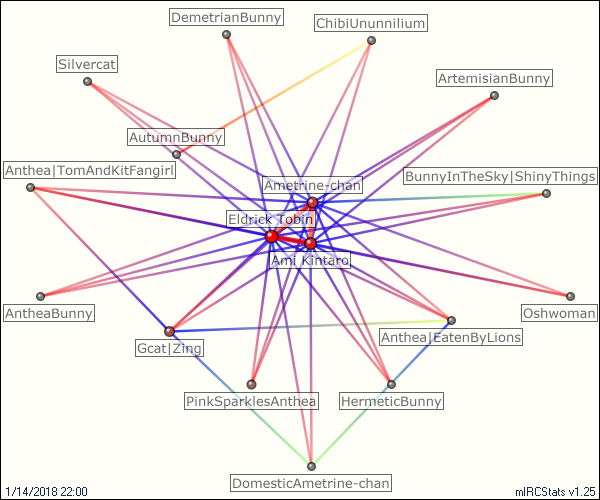 DemetrianBunny
ChibiUnunnilium
Silvercat
ArtemisianBunny
AutumnBunny
Anthea|TomAndKitFangirl
BunnyInTheSky|ShinyThings
Ametrine-chan
Eldrick Tobin
Ami Kintaro
AntheaBunny
Oshwoman
Anthea|EatenByLions
Gcat|Zing
PinkSparklesAnthea
HermeticBunny
DomesticAmetrine-chan
1/14/2018 22:00
mIRCStats v1.25